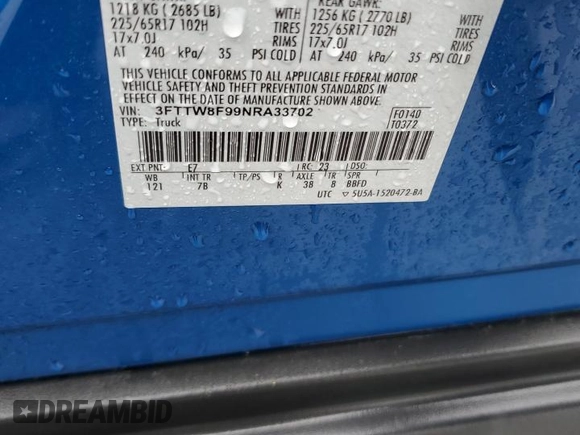 1218 KG ( 2685 LB) WITH 1256 KG ( 2770 LB) WITH
225/65R17 102H TIRES 225/65R17 102H TIRES
17x7.0J RIMS 17x7.0J RIMS
AT 240 kPa/ 35 PSI COLD AT 240 kPa/ 35 PSI COLD
THIS VEHICLE CONFORMS TO ALL APPLICABLE FEDERAL MOTOR
VEHICLE SAFETY AND BUMPER STANDARDS IN
EFFECT ON THE DATE OF MANUFACTURE SHOWN ABOVE.
VIN: 3FTTW8F99NRA33702
TYPE: Truck
F0140
T0372
EXT PNT: E7 RC: 23 DSO:
WB INT TR TP/PS R AXLE TR SPR
121 7B K 38 8 BBFD
UTC ▽ 5U5A-1520472-BA
DREAMBID